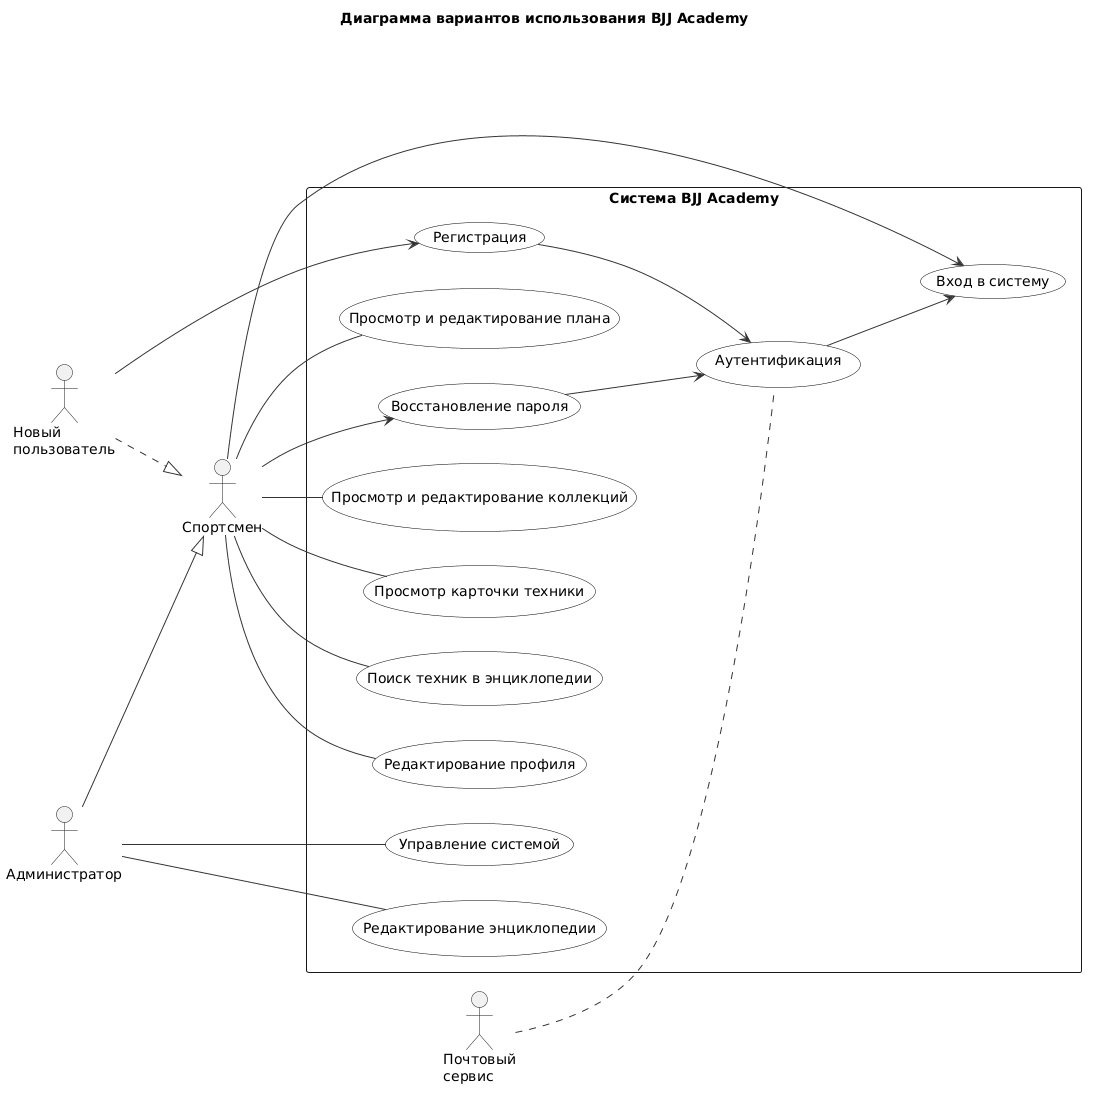 Диаграмма вариантов использования BJJ Academy
Система BJJ Academy
Регистрация
Вход в систему
Просмотр и редактирование плана
Аутентификация
Восстановление пароля
Новый
пользователь
Просмотр и редактирование коллекций
Спортсмен
Просмотр карточки техники
Поиск техник в энциклопедии
Редактирование профиля
Управление системой
Администратор
Редактирование энциклопедии
Почтовый
сервис